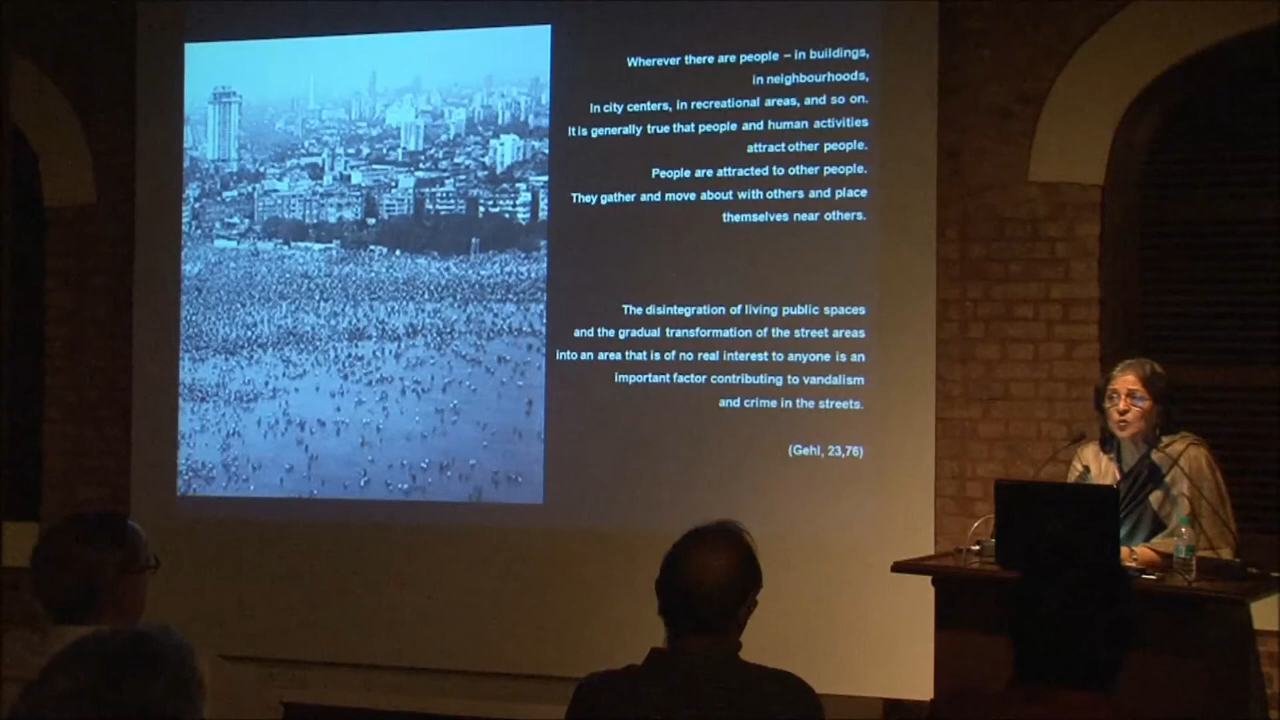 Wherever there are people – in buildings,
in neighbourhoods,
In city centers, in recreational areas, and so on.
It is generally true that people and human activities
attract other people.
People are attracted to other people.
They gather and move about with others and place
themselves near others.
The disintegration of living public spaces
and the gradual transformation of the street areas
into an area that is of no real interest to anyone is an
important factor contributing to vandalism
and crime in the streets.
(Gehl, 23,76)